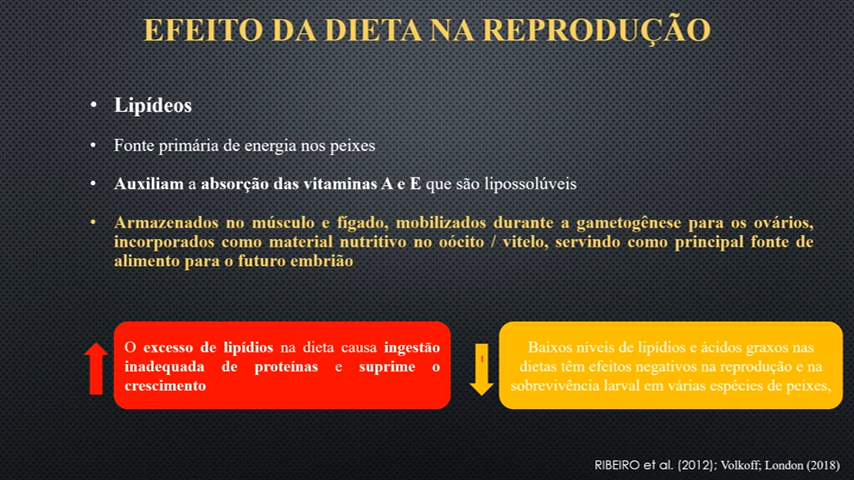 EFEITO DA DIETA NA REPRODUÇÃO
• Lipídeos
• Fonte primária de energia nos peixes
• Auxiliam a absorção das vitaminas A e E que são lipossolúveis
• Armazenados no músculo e fígado, mobilizados durante a gametogênese para os ovários,
incorporados como material nutritivo no oócito / vitelo, servindo como principal fonte de
alimento para o futuro embrião
O excesso de lipídios na dieta causa ingestão
inadequada de proteínas e suprime o
crescimento
Baixos níveis de lipídios e ácidos graxos nas
dietas têm efeitos negativos na reprodução e na
sobrevivência larval em várias espécies de peixes,
RIBEIRO et al. (2012); Volkoff; London (2018)